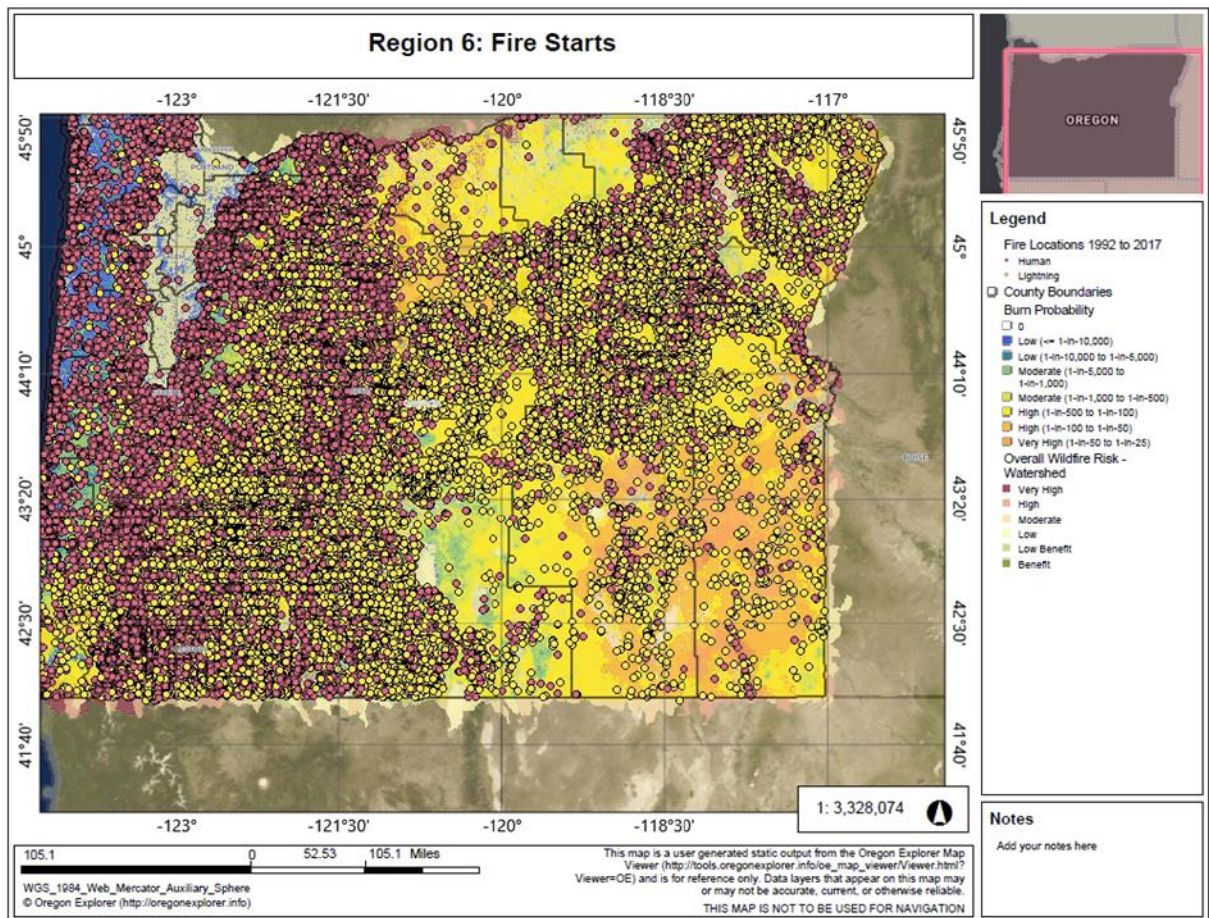 Region 6: Fire Starts
-123° -121°30' -120° -118°30' -117°
45°50' 45° 44°10' 43°20' 42°30' 41°40'
PORTLAND
BOISE
45°50' 45° 44°10' 43°20' 42°30' 41°40'
-123° -121°30' -120° -118°30' -117°
1: 3,328,074
OREGON
Legend
Fire Locations 1992 to 2017
Human
Lightning
County Boundaries
Burn Probability
0
Low (<= 1-in-10,000)
Low (1-in-10,000 to 1-in-5,000)
Moderate (1-in-5,000 to
1-in-1,000)
Moderate (1-in-1,000 to 1-in-500)
High (1-in-500 to 1-in-100)
High (1-in-100 to 1-in-50)
Very High (1-in-50 to 1-in-25)
Overall Wildfire Risk -
Watershed
Very High
High
Moderate
Low
Low Benefit
Benefit
Notes
Add your notes here
105.1 0 52.53 105.1 Miles
WGS_1984_Web_Mercator_Auxiliary_Sphere
© Oregon Explorer (http://oregonexplorer.info)
This map is a user generated static output from the Oregon Explorer Map
Viewer (http://tools.oregonexplorer.info/oe_map_viewer/Viewer.html?
Viewer=OE) and is for reference only. Data layers that appear on this map may
or may not be accurate, current, or otherwise reliable.
THIS MAP IS NOT TO BE USED FOR NAVIGATION